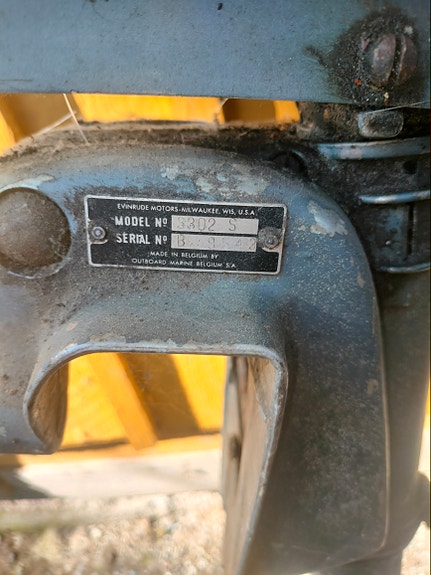 EVINRUDE MOTORS-MILWAUKEE, WIS, U.S.A.
MODEL Nº S
SERIAL Nº
MADE IN BELGIUM BY
OUTBOARD MARINE BELGIUM S.A.